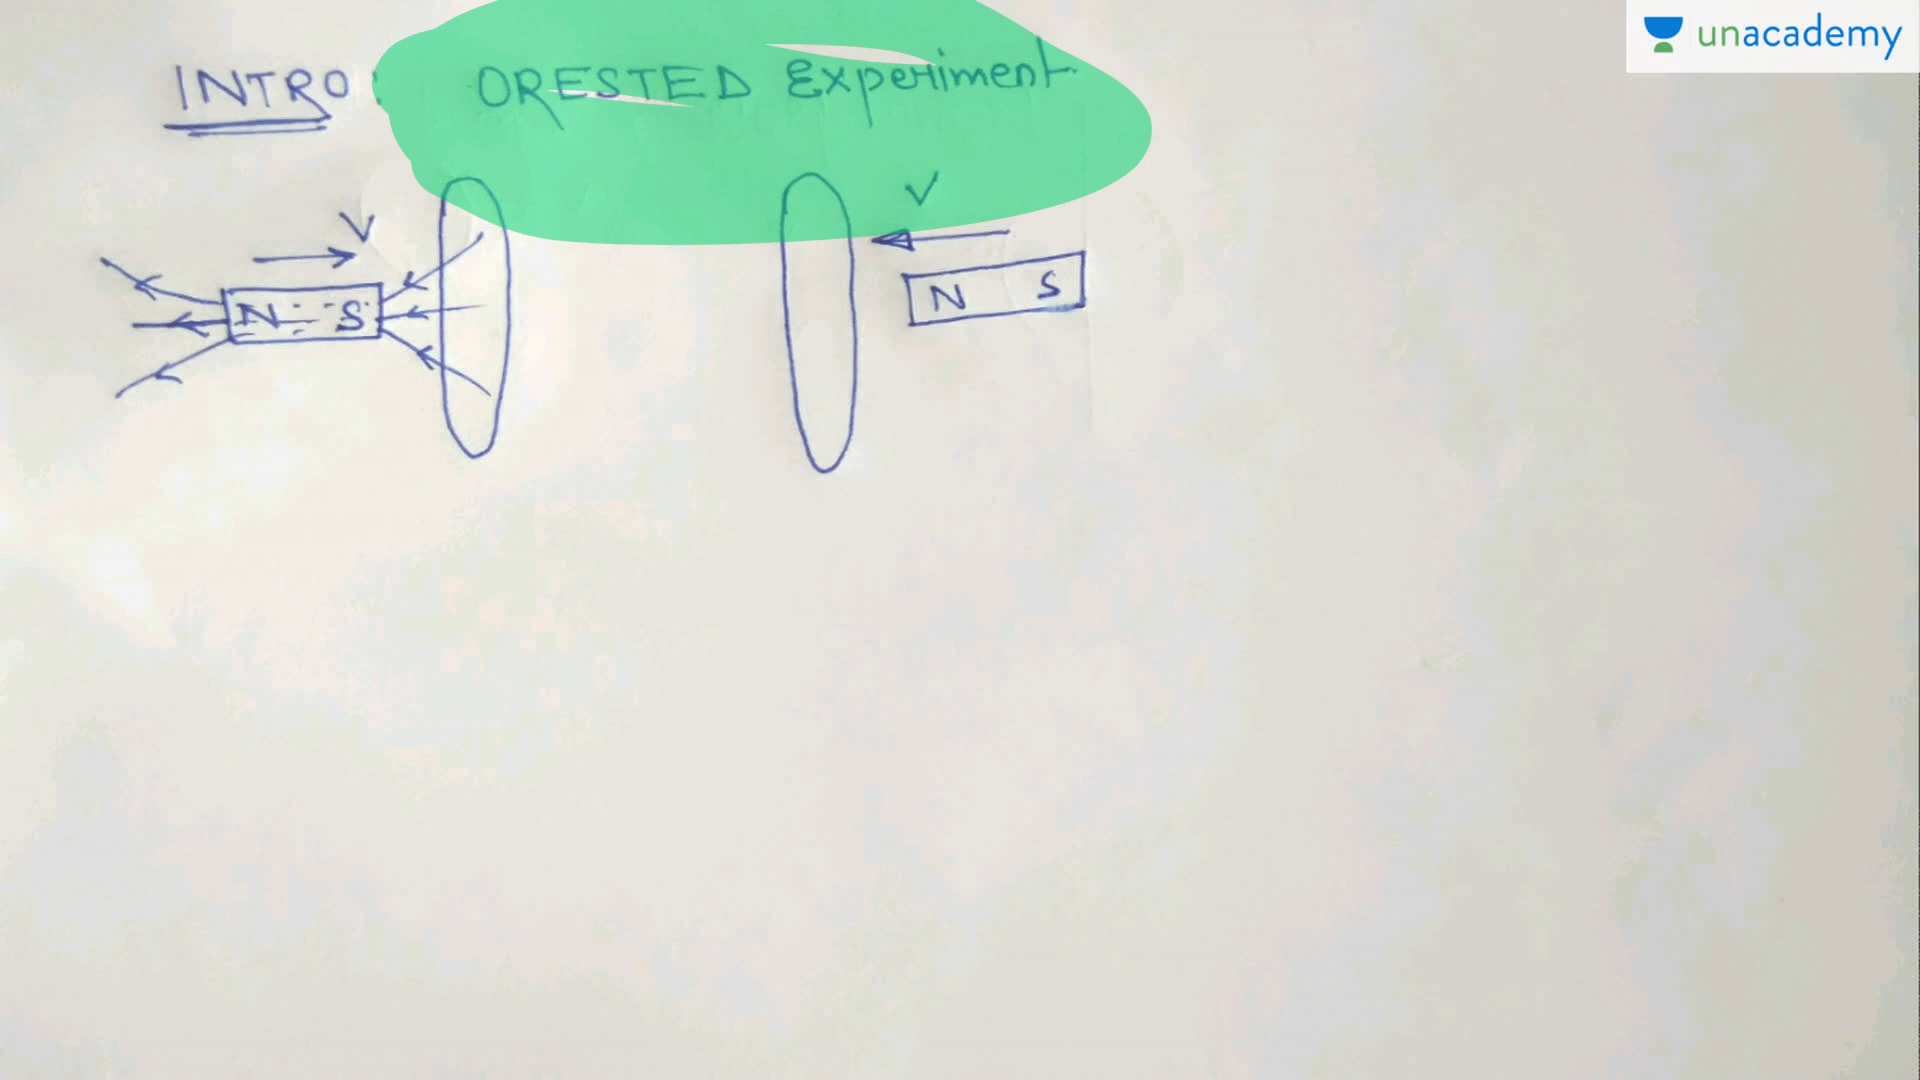 unacademy
INTRO: ORESTED Experiment
V
V
N S
N S